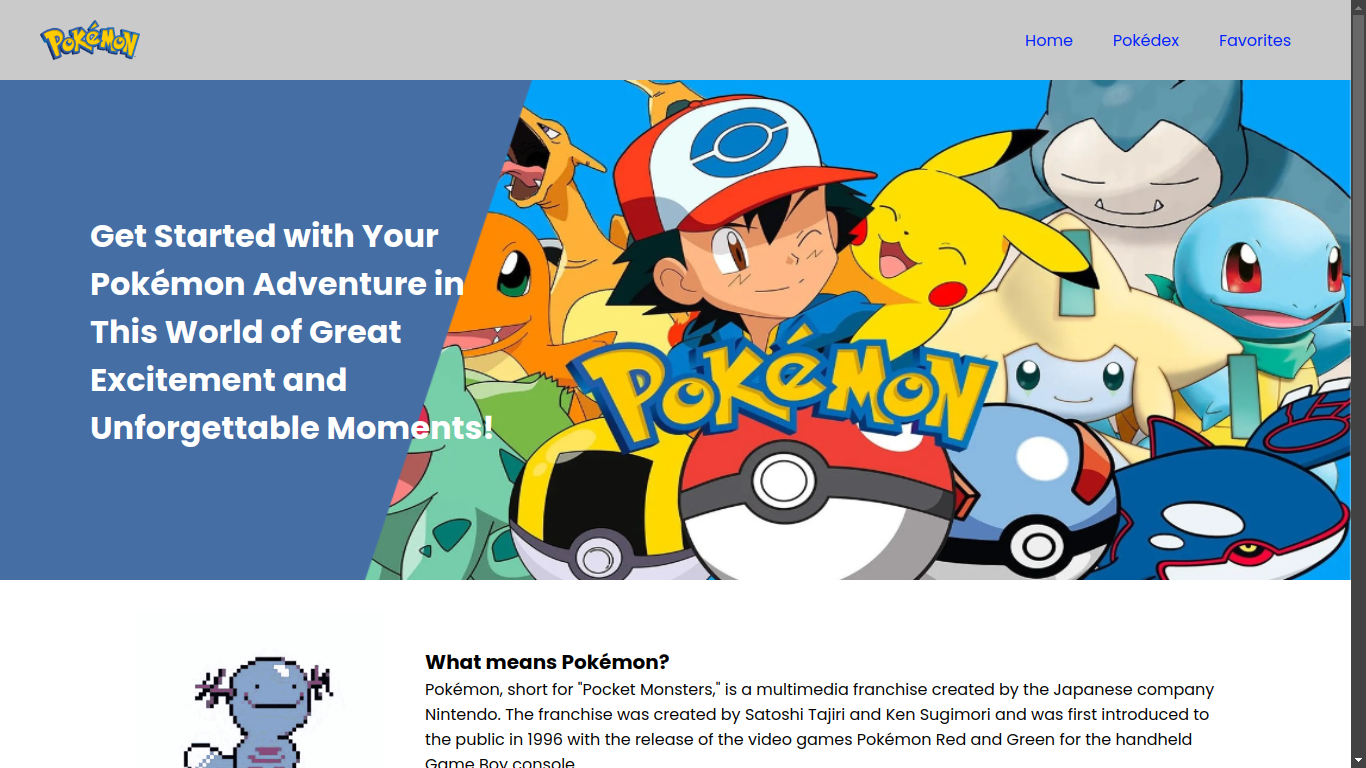 POKéMON
Home
Pokédex
Favorites
Get Started with Your
Pokémon Adventure in
This World of Great
Excitement and
Unforgettable Moments!
POKéMON
What means Pokémon?
Pokémon, short for "Pocket Monsters," is a multimedia franchise created by the Japanese company
Nintendo. The franchise was created by Satoshi Tajiri and Ken Sugimori and was first introduced to
the public in 1996 with the release of the video games Pokémon Red and Green for the handheld
Game Boy console.